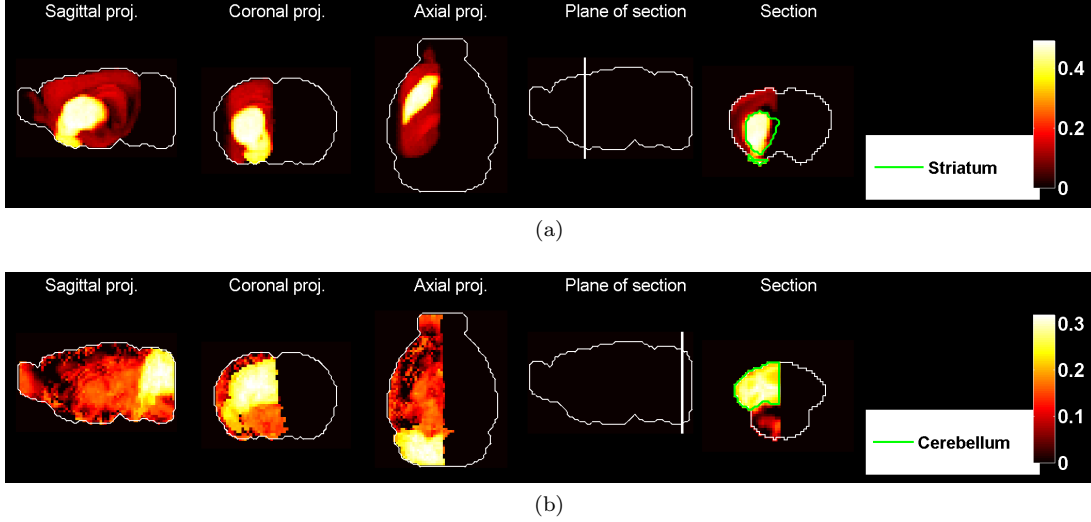 Sagittal proj. Coronal proj. Axial proj. Plane of section Section
0.4
0.2
0
Striatum
(a)
Sagittal proj. Coronal proj. Axial proj. Plane of section Section
0.3
0.2
0.1
0
Cerebellum
(b)